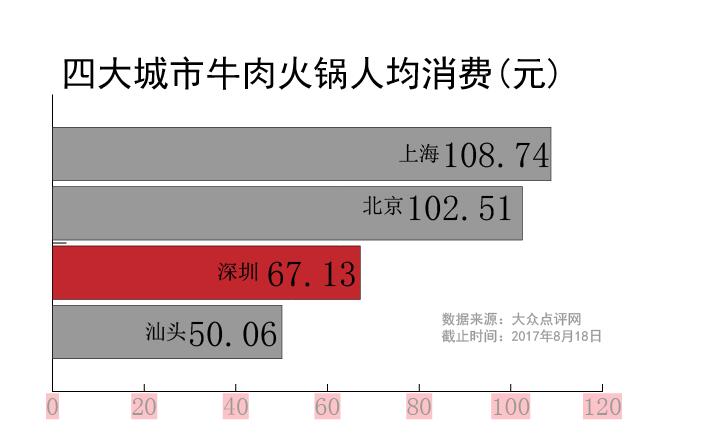 四大城市牛肉火锅人均消费(元)
上海108.74
北京102.51
深圳 67.13
汕头50.06
数据来源：大众点评网
截止时间：2017年8月18日
0 20 40 60 80 100 120